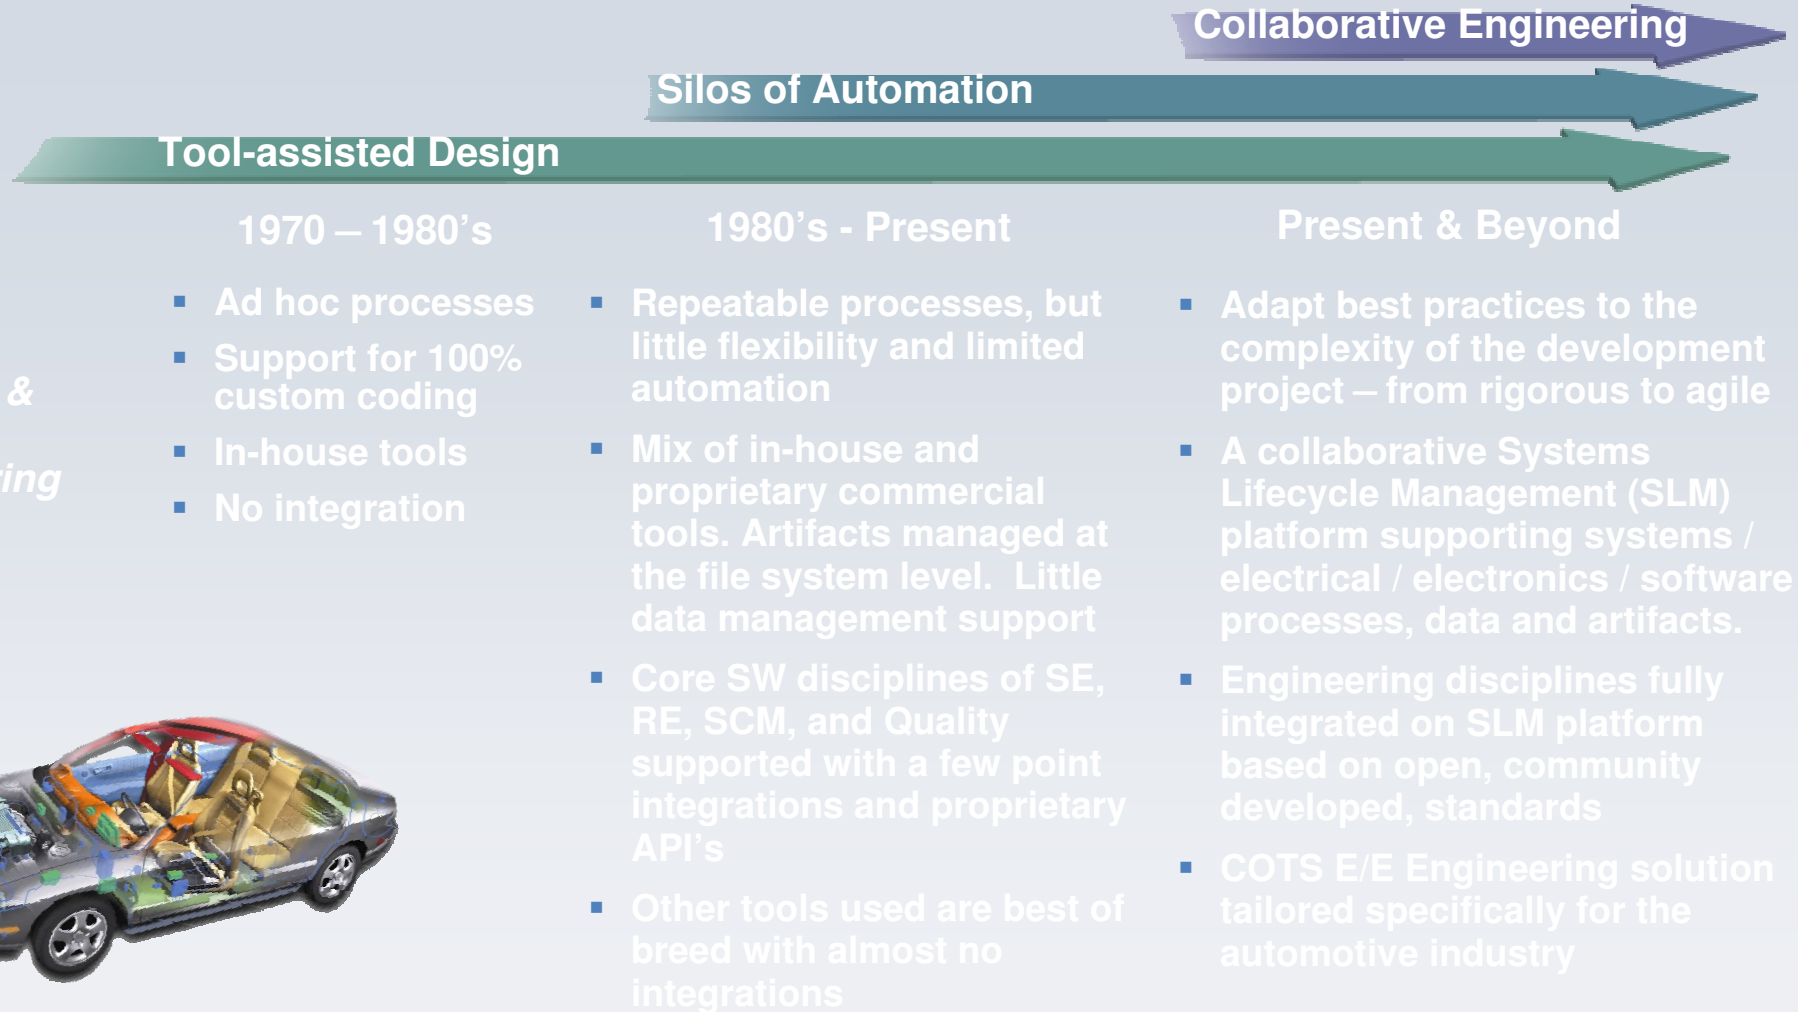 Collaborative Engineering
Silos of Automation
Tool-assisted Design
1970 – 1980’s
▪ Ad hoc processes
▪ Support for 100%
custom coding
▪ In-house tools
▪ No integration
&
ring
1980’s - Present
▪ Repeatable processes, but
little flexibility and limited
automation
▪ Mix of in-house and
proprietary commercial
tools. Artifacts managed at
the file system level.  Little
data management support
▪ Core SW disciplines of SE,
RE, SCM, and Quality
supported with a few point
integrations and proprietary
API’s
▪ Other tools used are best of
breed with almost no
integrations
Present & Beyond
▪ Adapt best practices to the
complexity of the development
project – from rigorous to agile
▪ A collaborative Systems
Lifecycle Management (SLM)
platform supporting systems /
electrical / electronics / software
processes, data and artifacts.
▪ Engineering disciplines fully
integrated on SLM platform
based on open, community
developed, standards
▪ COTS E/E Engineering solution
tailored specifically for the
automotive industry